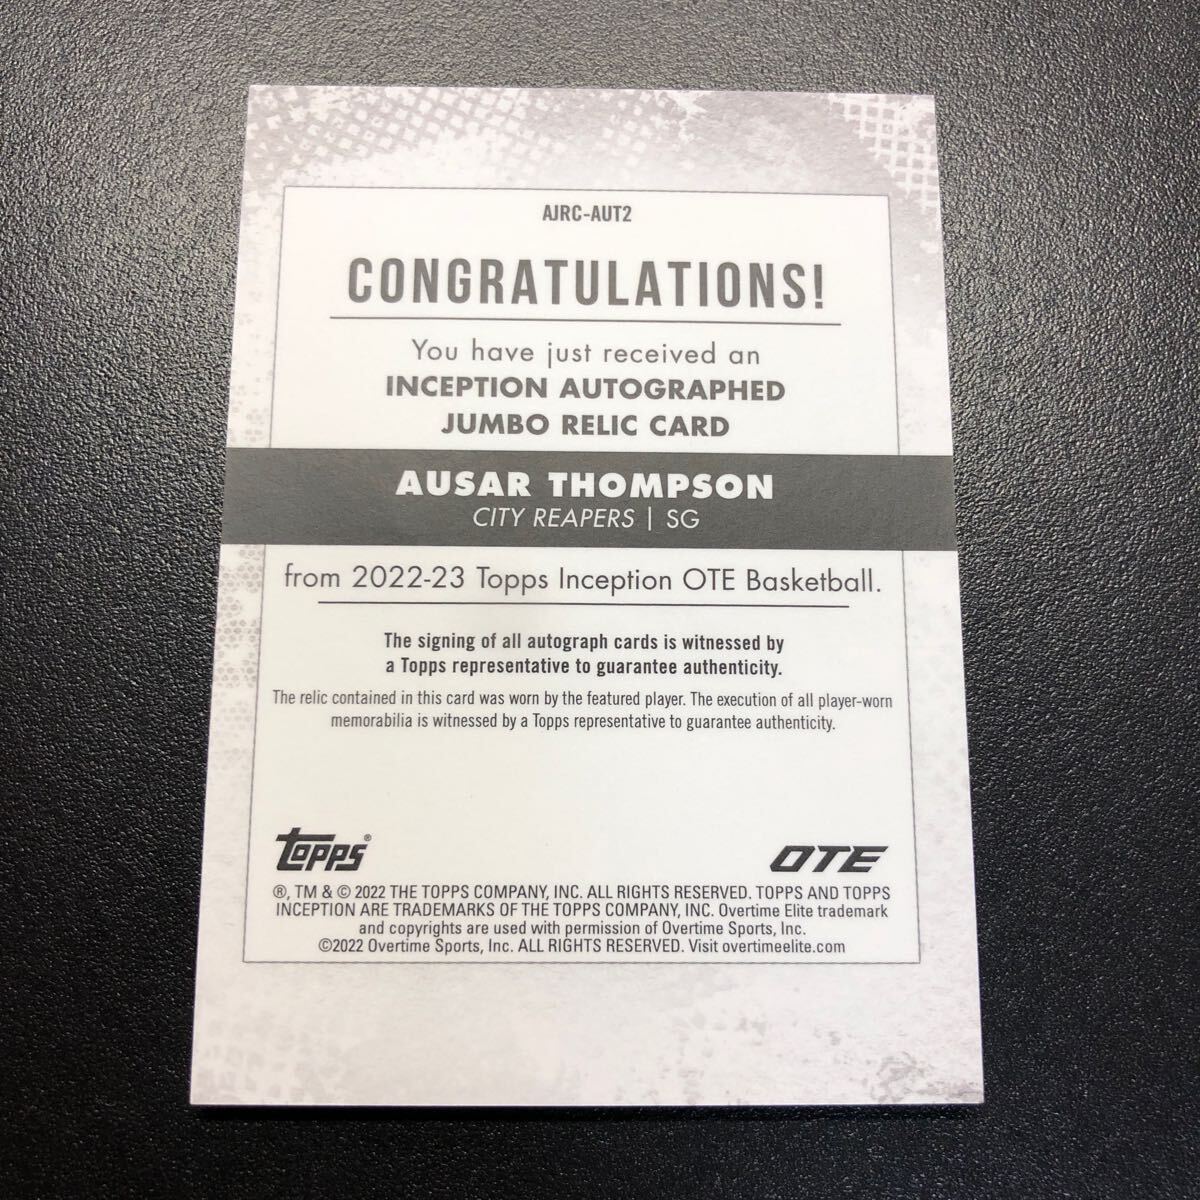 AJRC-AUT2
CONGRATULATIONS!
You have just received an
INCEPTION AUTOGRAPHED
JUMBO RELIC CARD
AUSAR THOMPSON
CITY REAPERS | SG
from 2022-23 Topps Inception OTE Basketball.
The signing of all autograph cards is witnessed by
a Topps representative to guarantee authenticity.
The relic contained in this card was worn by the featured player. The execution of all player-worn
memorabilia is witnessed by a Topps representative to guarantee authenticity.
topps®
OTE
®, TM & © 2022 THE TOPPS COMPANY, INC. ALL RIGHTS RESERVED. TOPPS AND TOPPS
INCEPTION ARE TRADEMARKS OF THE TOPPS COMPANY, INC. Overtime Elite trademark
and copyrights are used with permission of Overtime Sports, Inc.
©2022 Overtime Sports, Inc. ALL RIGHTS RESERVED. Visit overtimeelite.com